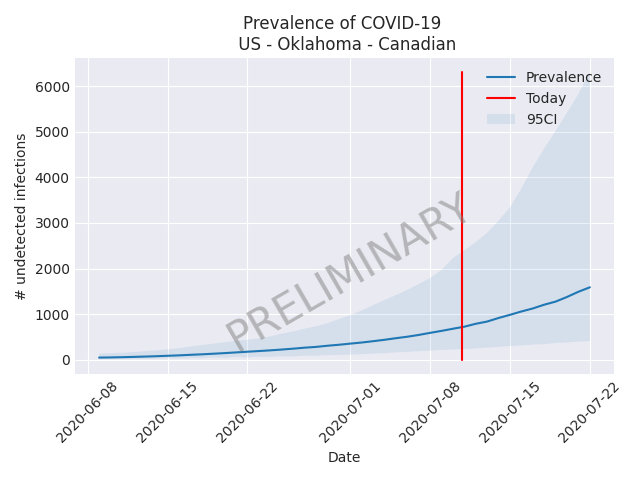 Prevalence of COVID-19
US - Oklahoma - Canadian
Prevalence
Today
95CI
6000
5000
4000
3000
2000
1000
0
# undetected infections
PRELIMINARY
2020-06-08
2020-06-15
2020-06-22
2020-07-01
2020-07-08
2020-07-15
2020-07-22
Date